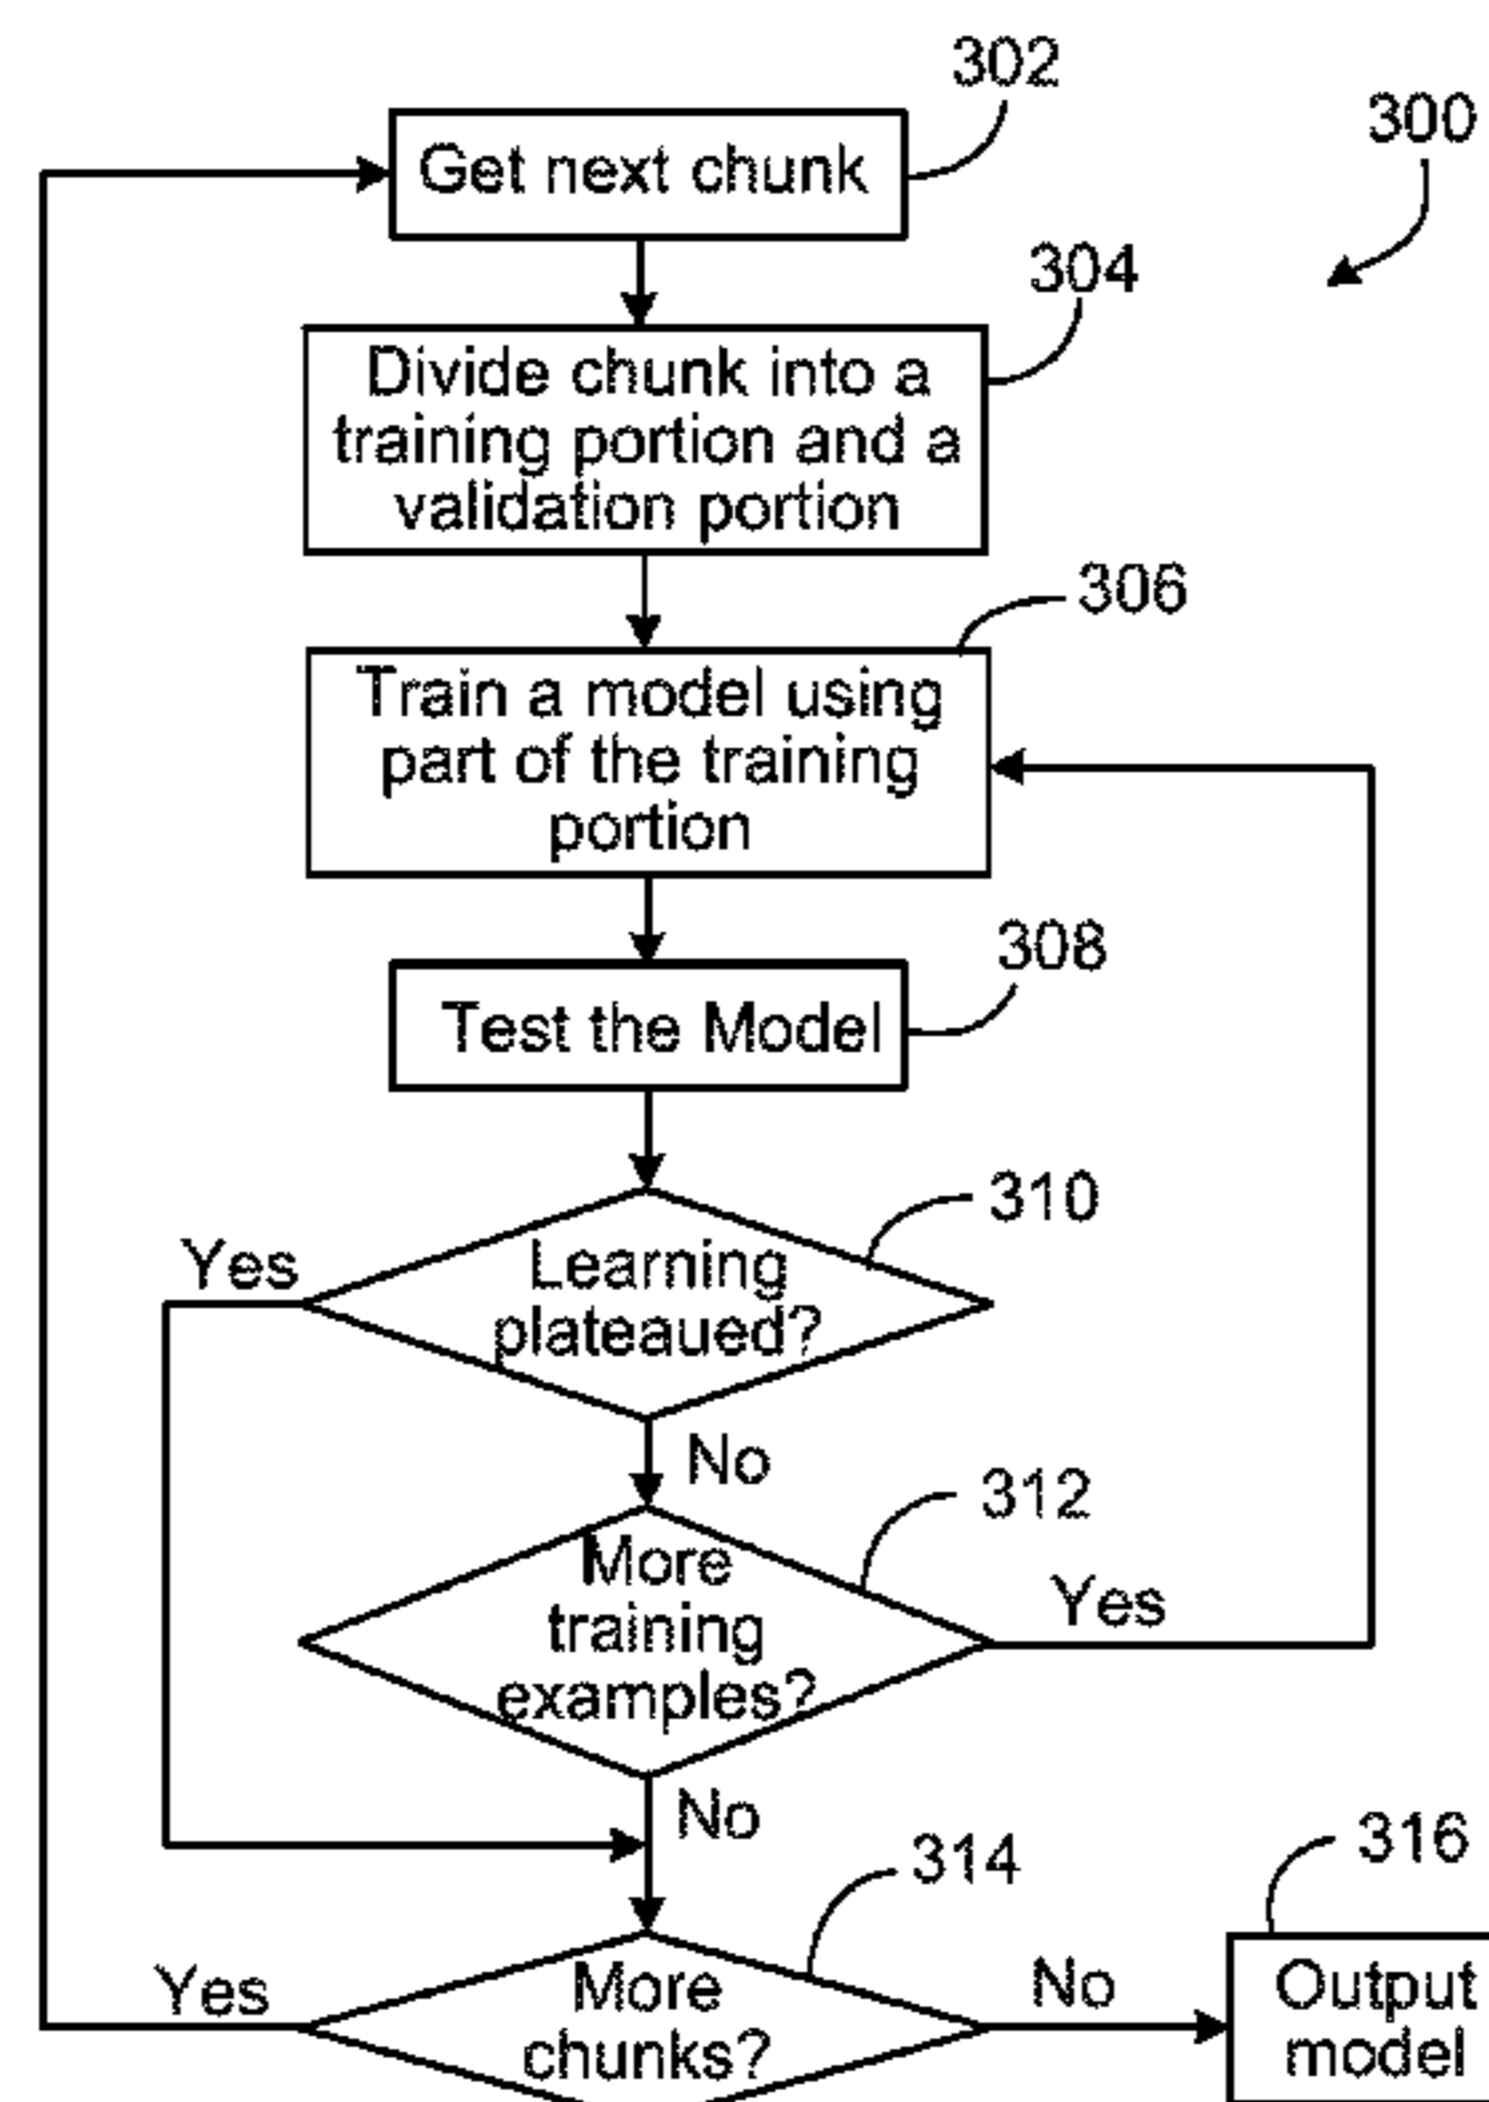 302
300
Get next chunk
304
Divide chunk into a
training portion and a
validation portion
306
Train a model using
part of the training
portion
308
Test the Model
310
Yes
Learning
plateaued?
No
312
More
training
examples?
Yes
No
314
316
Yes
More
chunks?
No
Output
model